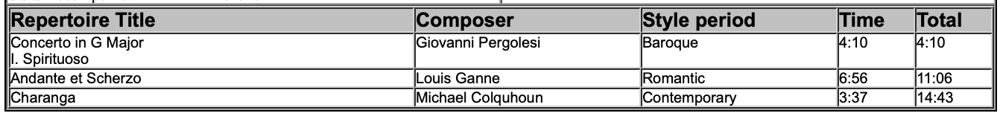 Repertoire Title Composer Style period Time Total
Concerto in G Major Giovanni Pergolesi Baroque 4:10 4:10
I. Spirituoso
Andante et Scherzo Louis Ganne Romantic 6:56 11:06
Charanga Michael Colquhoun Contemporary 3:37 14:43